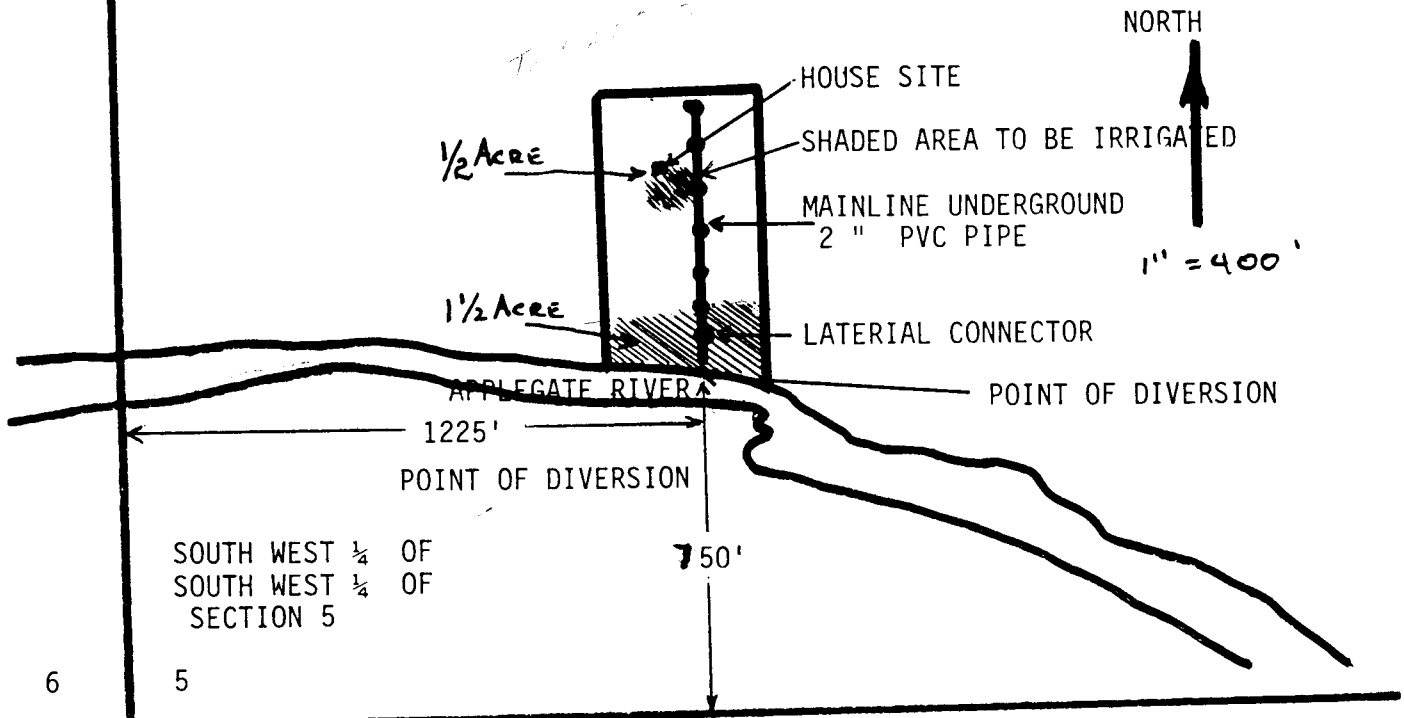 NORTH
HOUSE SITE
SHADED AREA TO BE IRRIGATED
½ ACRE
MAINLINE UNDERGROUND
2 " PVC PIPE
1" = 400'
1½ ACRE
LATERIAL CONNECTOR
APPLEGATE RIVER
POINT OF DIVERSION
1225'
POINT OF DIVERSION
SOUTH WEST ¼ OF
SOUTH WEST ¼ OF
SECTION 5
750'
6 5